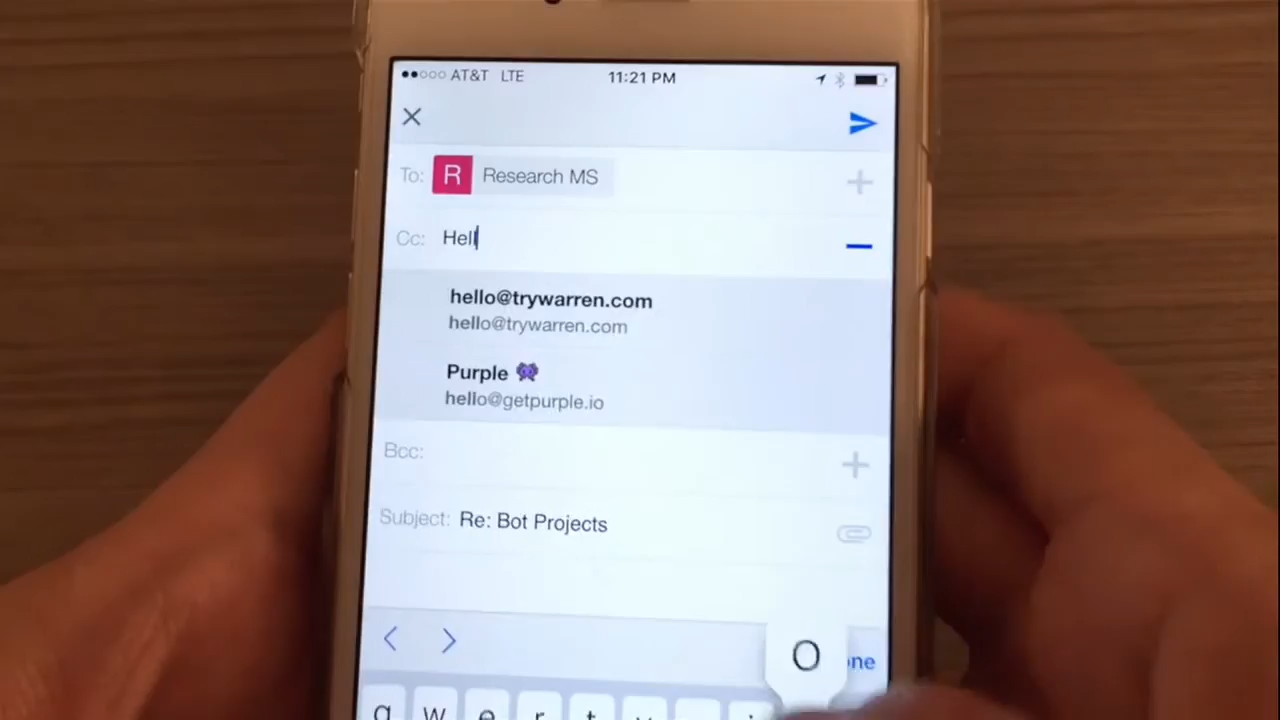 AT&T LTE 11:21 PM
To: R Research MS
Cc: Hell
hello@trywarren.com
hello@trywarren.com
Purple 👾
hello@getpurple.io
Bcc:
Subject: Re: Bot Projects
O
q w e r t